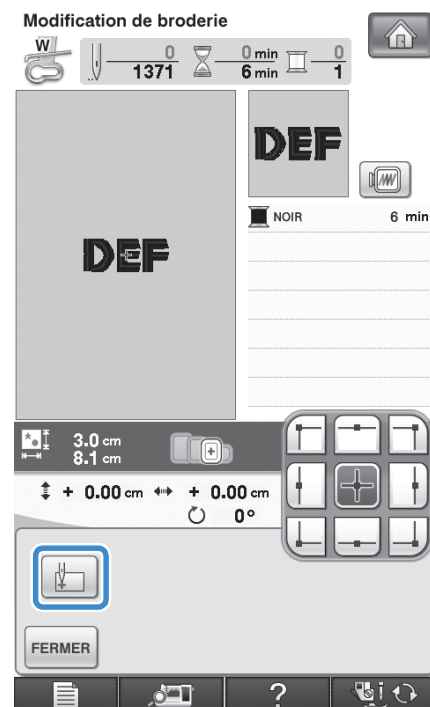 Modification de broderie
W
0 0 min 0
1371 6 min 1
DEF
NOIR 6 min
DEF
3.0 cm
8.1 cm
+ 0.00 cm + 0.00 cm
0°
FERMER
?